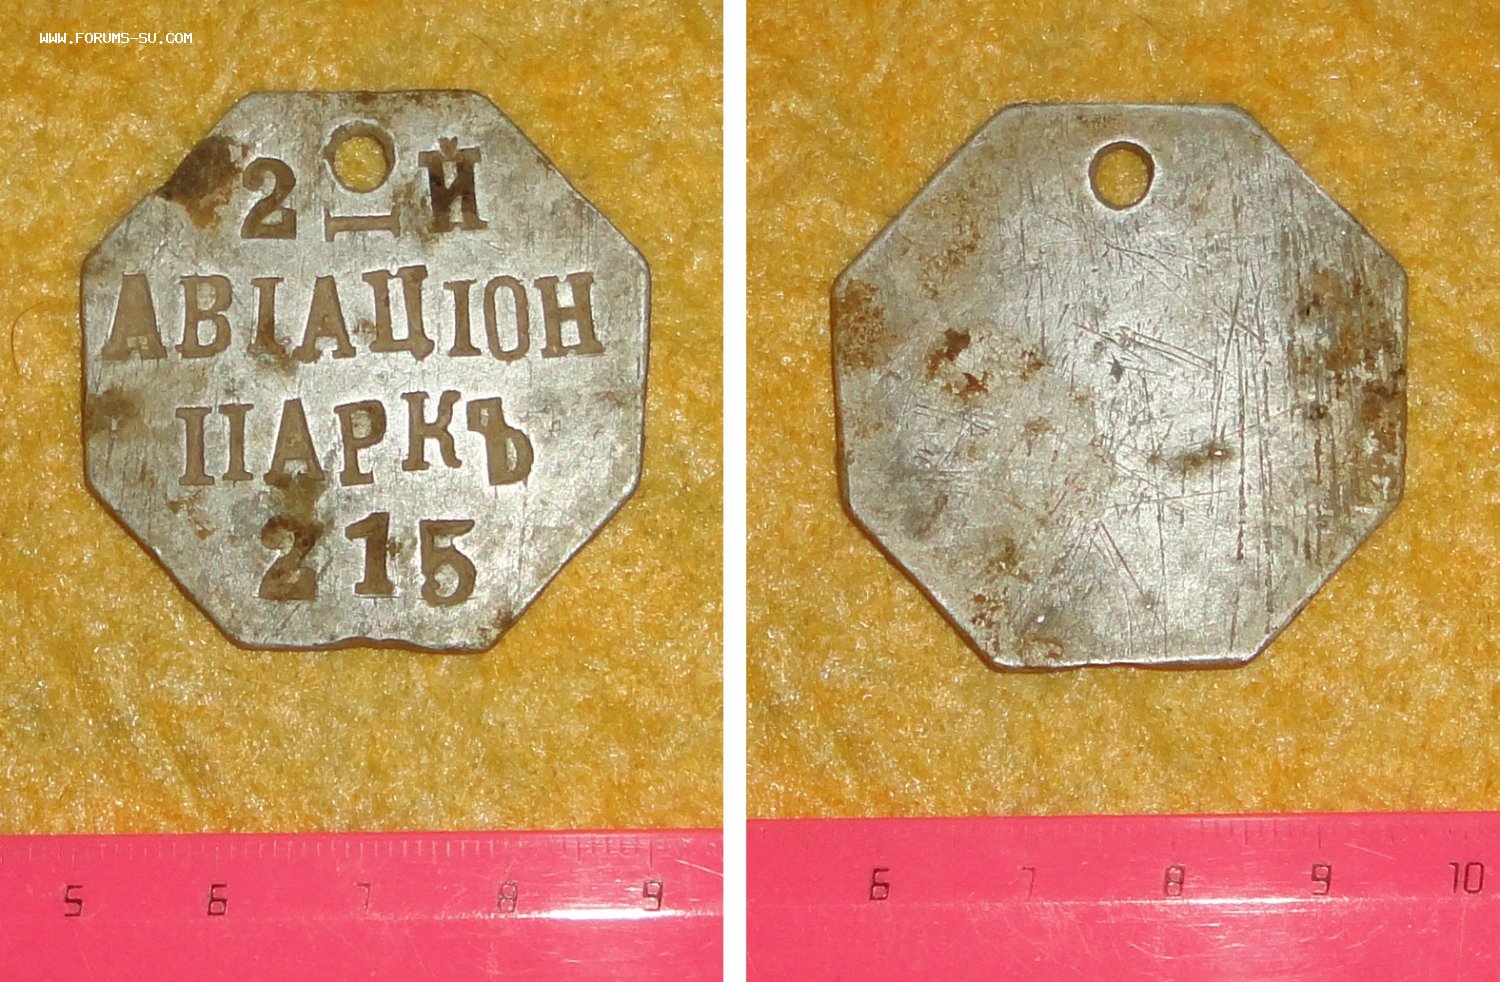 WWW.FORUMS-SU.COM
2 Й
АВІАЦІОН
ПАРКЪ
215
5 6 7 8 9
6 7 8 9 10